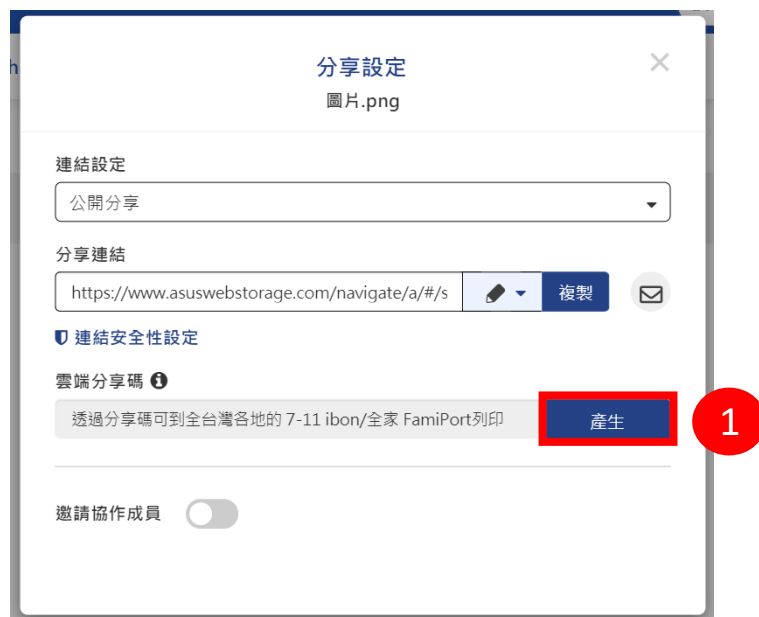 分享設定
圖片.png
連結設定
公開分享
分享連結
https://www.asuswebstorage.com/navigate/a/#/s
複製
連結安全性設定
雲端分享碼
透過分享碼可到全台灣各地的 7-11 ibon/全家 FamiPort列印
產生
1
邀請協作成員